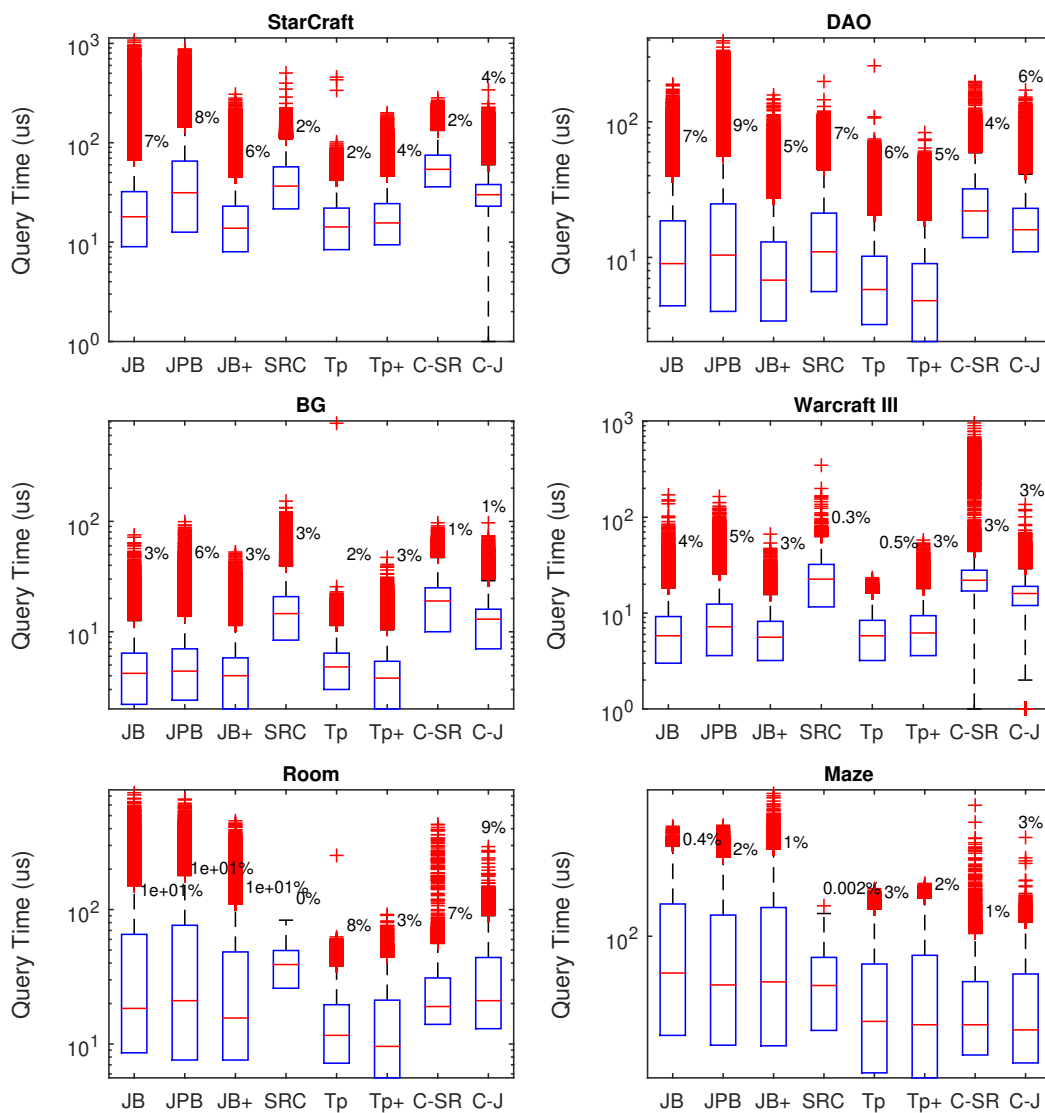 StarCraft
Query Time (us)
10^3
10^2
10^1
10^0
7%
8%
6%
2%
2%
4%
2%
4%
JB JPB JB+ SRC Tp Tp+ C-SR C-J
DAO
Query Time (us)
10^2
10^1
7%
9%
5%
7%
6%
5%
4%
6%
JB JPB JB+ SRC Tp Tp+ C-SR C-J
BG
Query Time (us)
10^2
10^1
3%
6%
3%
3%
2%
3%
1%
1%
JB JPB JB+ SRC Tp Tp+ C-SR C-J
Warcraft III
Query Time (us)
10^3
10^2
10^1
10^0
4%
5%
3%
0.3%
0.5%
3%
3%
3%
JB JPB JB+ SRC Tp Tp+ C-SR C-J
Room
Query Time (us)
10^2
10^1
1e+01%
1e+01%
1e+01%
0%
8%
3%
7%
9%
JB JPB JB+ SRC Tp Tp+ C-SR C-J
Maze
Query Time (us)
10^2
0.4%
2%
1%
0.002%
3%
2%
1%
3%
JB JPB JB+ SRC Tp Tp+ C-SR C-J